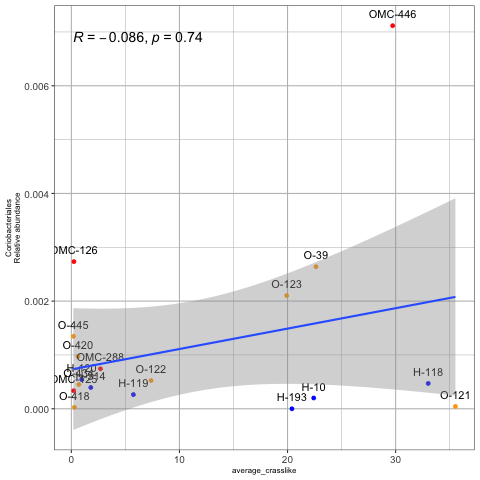 OMC-446
R = −0.086, p = 0.74
0.006
0.004
OMC-126
O-39
O-123
0.002
O-445
O-420
OMC-288
O-122
H-119
H-118
H-10
O-418
H-193
O-121
0.000
0
10
20
30
average_crasslike
Coriobacteriales
Relative abundance